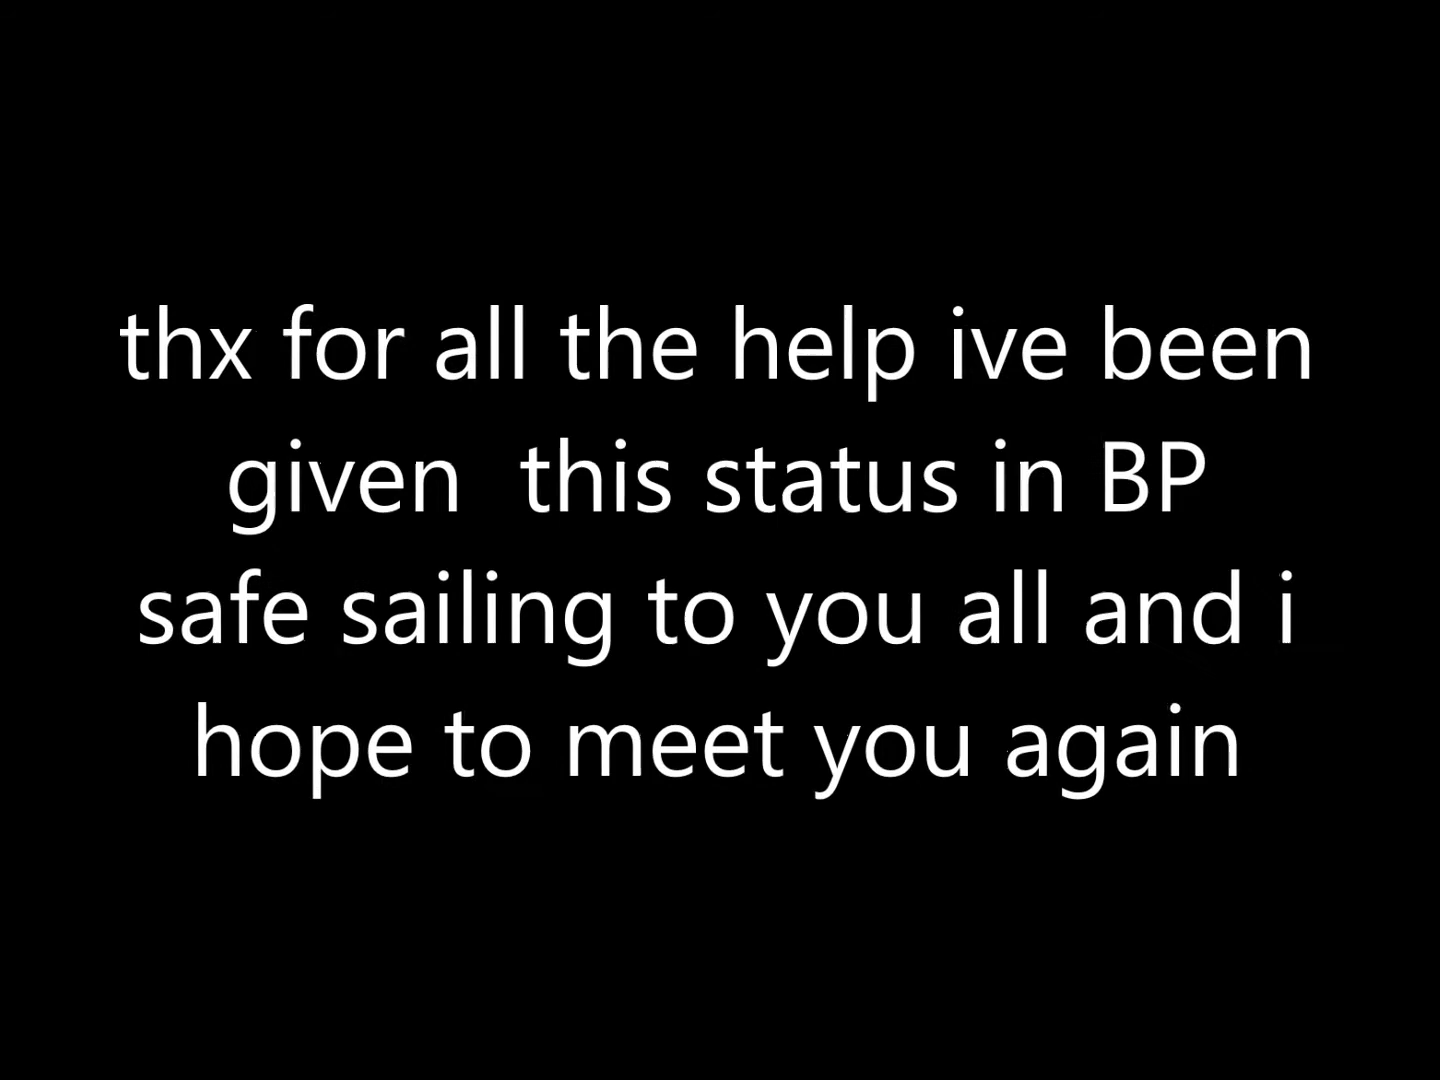 thx for all the help ive been
given  this status in BP
safe sailing to you all and i
hope to meet you again